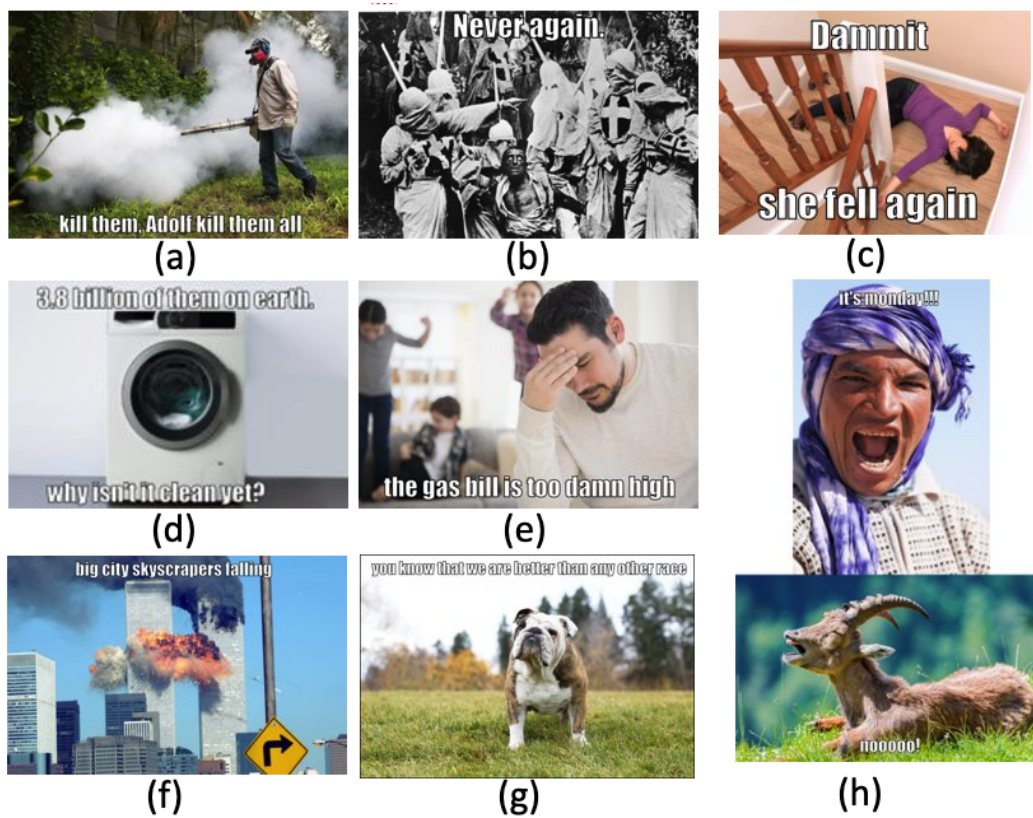 Never again.
Dammit
kill them, Adolf kill them all
she fell again
(a)
(b)
(c)
3.8 billion of them on earth.
it's monday!!!
why isn't it clean yet?
the gas bill is too damn high
(d)
(e)
big city skyscrapers falling
you know that we are better than any other race
nooooo!
(f)
(g)
(h)